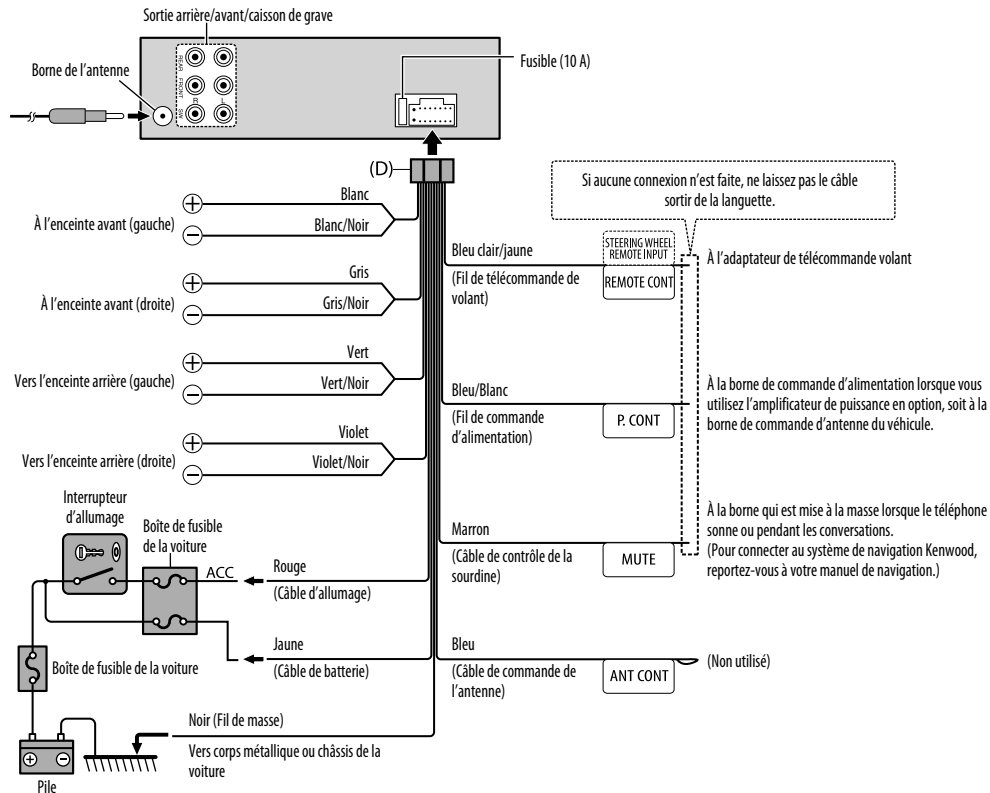 Sortie arrière/avant/caisson de grave
Borne de l'antenne
REAR
FRONT
SW
R
L
Fusible (10 A)
(D)
Si aucune connexion n'est faite, ne laissez pas le câble
sortir de la languette.
À l'enceinte avant (gauche)
Blanc
Blanc/Noir
À l'enceinte avant (droite)
Gris
Gris/Noir
Vers l'enceinte arrière (gauche)
Vert
Vert/Noir
Vers l'enceinte arrière (droite)
Violet
Violet/Noir
Bleu clair/jaune
(Fil de télécommande de
volant)
STEERING WHEEL
REMOTE INPUT
REMOTE CONT
À l'adaptateur de télécommande volant
Bleu/Blanc
(Fil de commande
d'alimentation)
P. CONT
À la borne de commande d'alimentation lorsque vous
utilisez l'amplificateur de puissance en option, soit à la
borne de commande d'antenne du véhicule.
Marron
(Câble de contrôle de la
sourdine)
MUTE
À la borne qui est mise à la masse lorsque le téléphone
sonne ou pendant les conversations.
(Pour connecter au système de navigation Kenwood,
reportez-vous à votre manuel de navigation.)
Bleu
(Câble de commande de
l'antenne)
ANT CONT
(Non utilisé)
Interrupteur
d'allumage
Boîte de fusible
de la voiture
ACC
Rouge
(Câble d'allumage)
Jaune
(Câble de batterie)
Boîte de fusible de la voiture
Noir (Fil de masse)
Vers corps métallique ou châssis de la
voiture
Pile